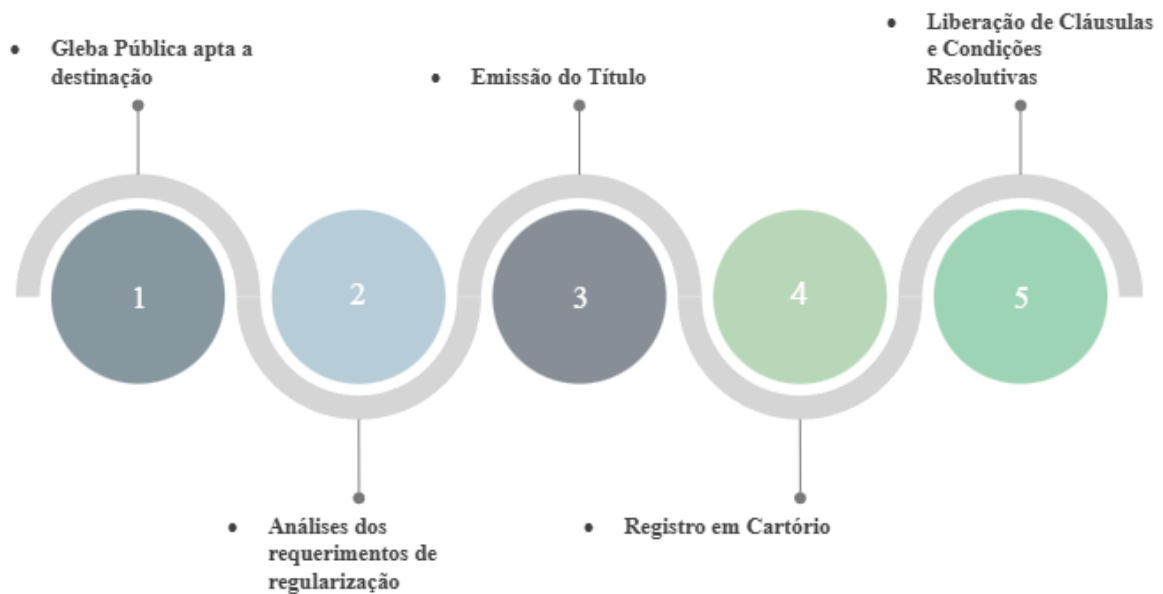 • Gleba Pública apta a
destinação
1
2
• Análises dos
requerimentos de
regularização
• Emissão do Título
3
4
• Registro em Cartório
• Liberação de Cláusulas
e Condições
Resolutivas
5